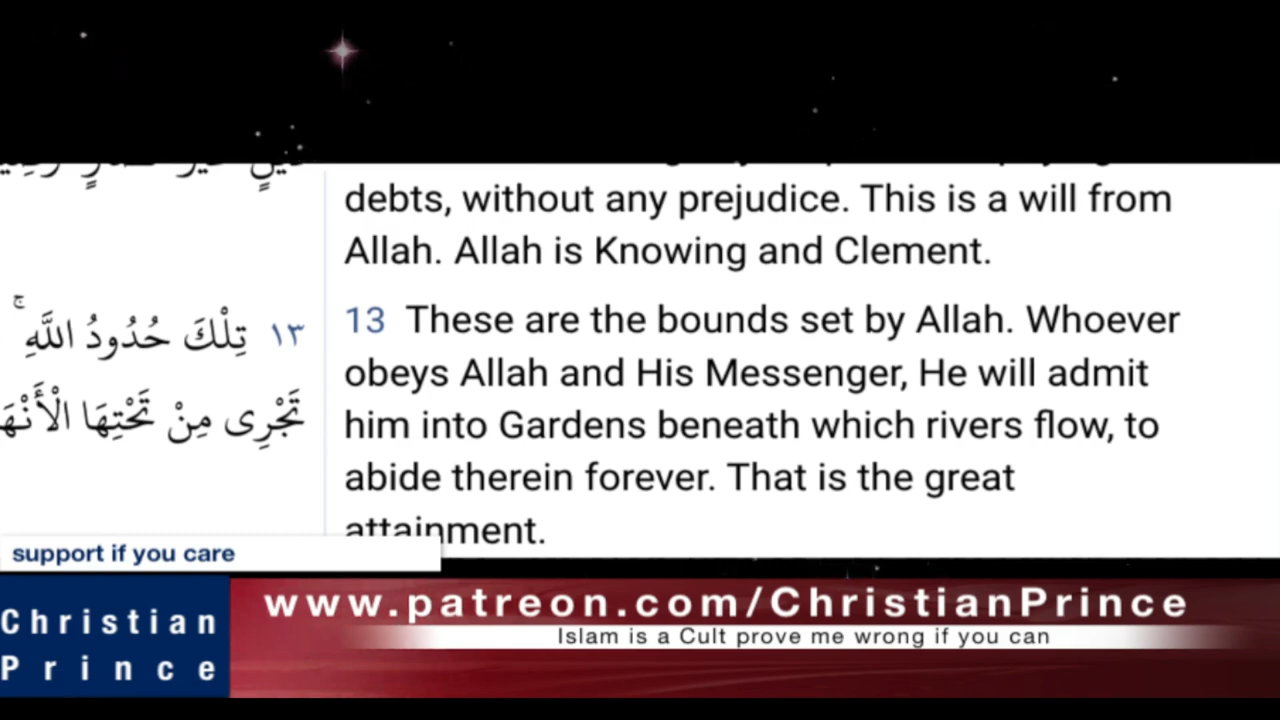 debts, without any prejudice. This is a will from
Allah. Allah is Knowing and Clement.
١٣ تِلْكَ حُدُودُ اللَّهِ ۚ
تَجْرِى مِنْ تَحْتِهَا
13 These are the bounds set by Allah. Whoever
obeys Allah and His Messenger, He will admit
him into Gardens beneath which rivers flow, to
abide therein forever. That is the great
attainment.
support if you care
Christian
Prince
www.patreon.com/ChristianPrince
Islam is a Cult prove me wrong if you can